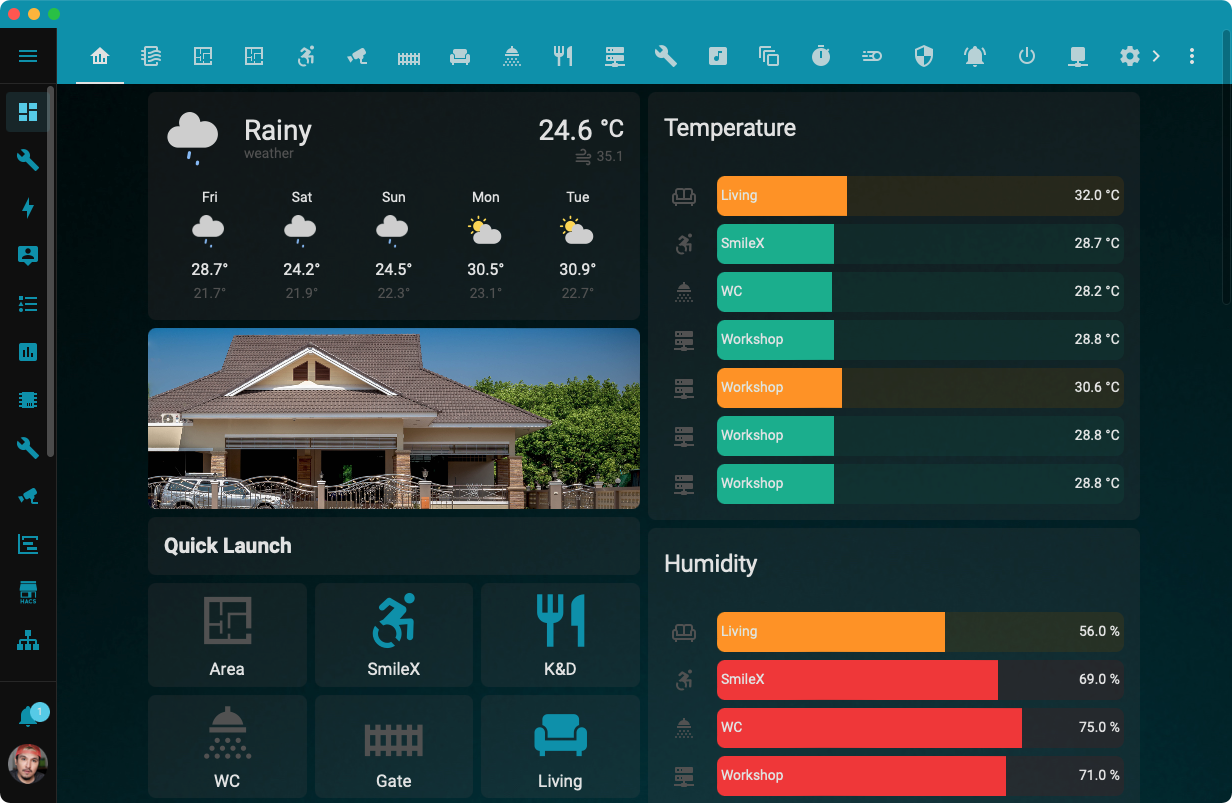 Rainy
weather
24.6 °C
35.1
Fri Sat Sun Mon Tue
28.7° 24.2° 24.5° 30.5° 30.9°
21.7° 21.9° 22.3° 23.1° 22.7°
Quick Launch
Area SmileX K&D
WC Gate Living
Temperature
Living 32.0 °C
SmileX 28.7 °C
WC 28.2 °C
Workshop 28.8 °C
Workshop 30.6 °C
Workshop 28.8 °C
Workshop 28.8 °C
Humidity
Living 56.0 %
SmileX 69.0 %
WC 75.0 %
Workshop 71.0 %
HACS
1